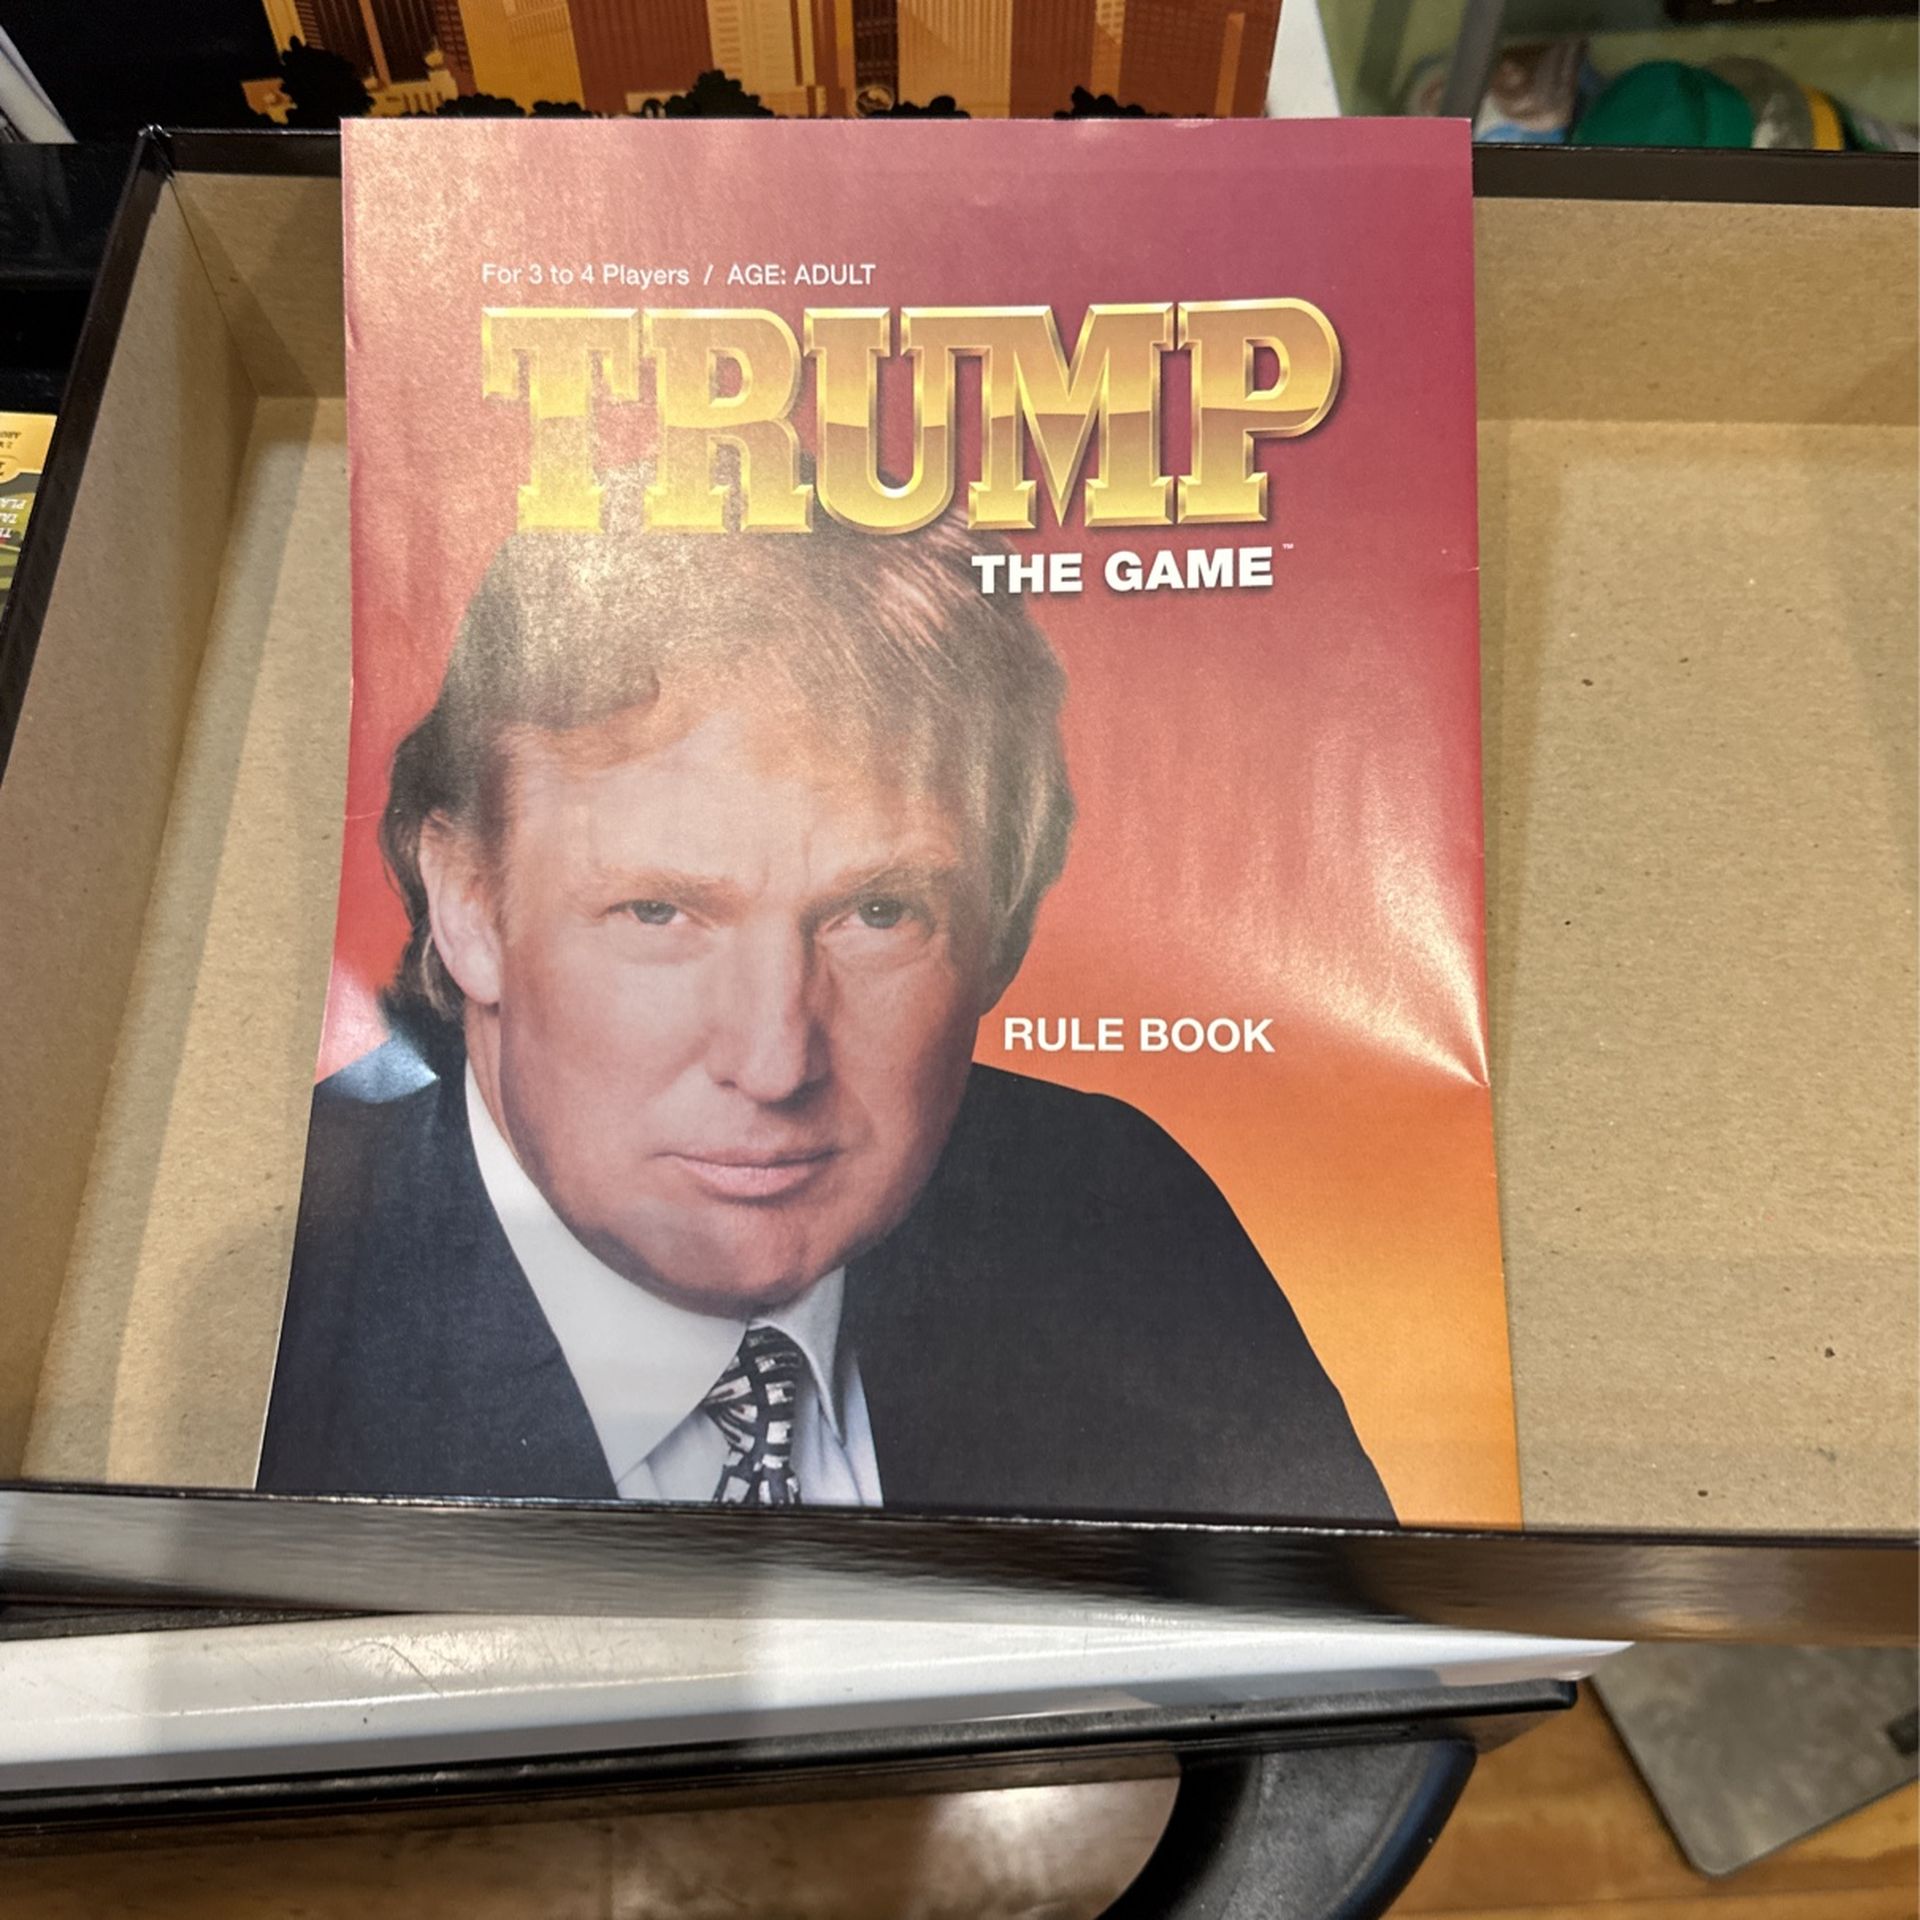 For 3 to 4 Players / AGE: ADULT
TRUMP
THE GAME™
RULE BOOK